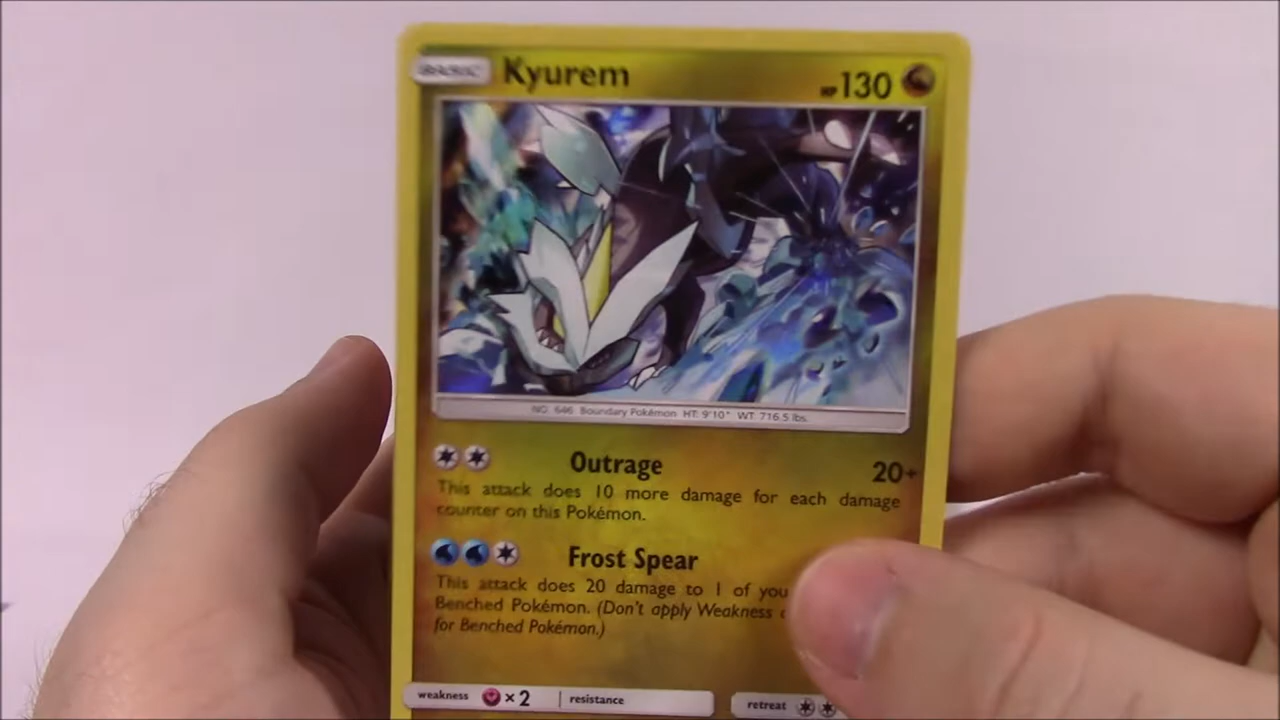 BASIC Kyurem HP 130
NO. 646 Boundary Pokémon HT: 9'10" WT: 716.5 lbs.
Outrage 20+
This attack does 10 more damage for each damage
counter on this Pokémon.
Frost Spear
This attack does 20 damage to 1 of you
Benched Pokémon. (Don't apply Weakness
for Benched Pokémon.)
weakness ×2 resistance retreat